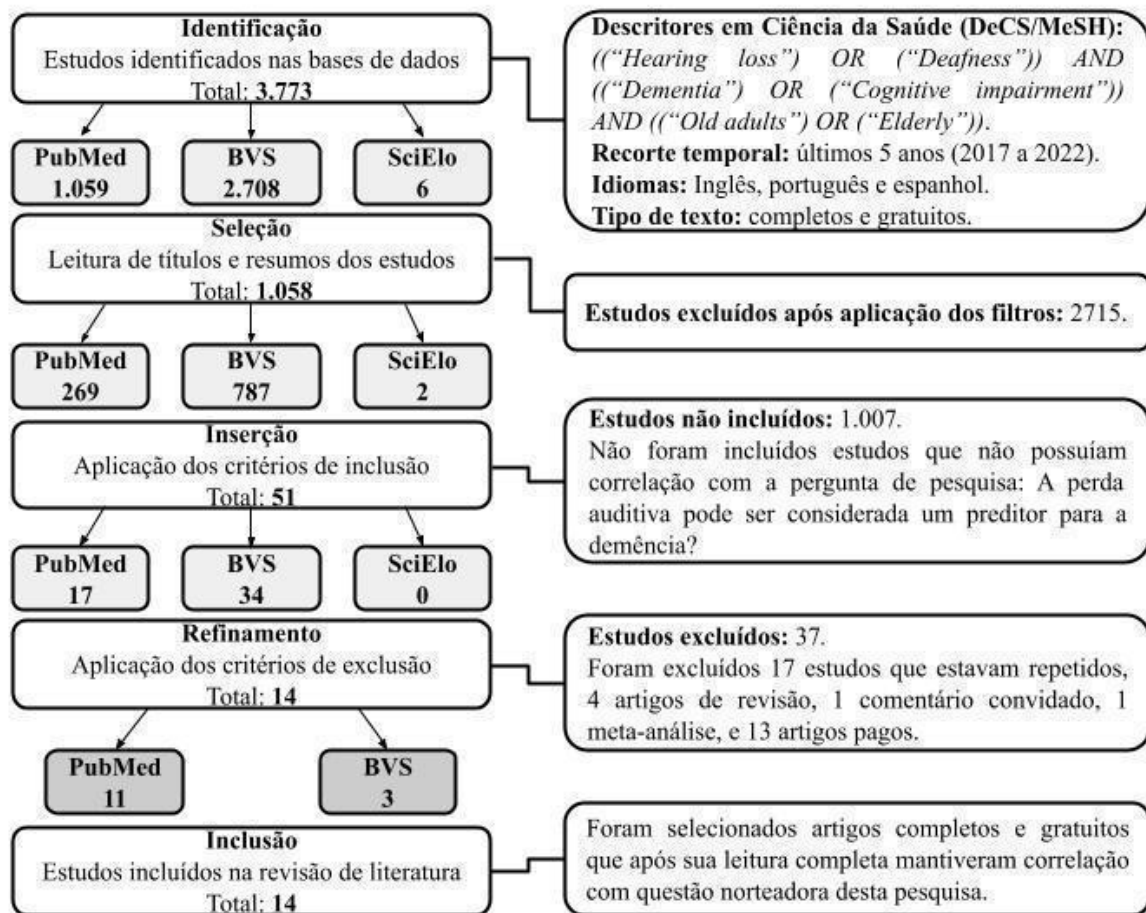 Identificação
Estudos identificados nas bases de dados
Total: 3.773
Descritores em Ciência da Saúde (DeCS/MeSH):
((“Hearing loss”) OR (“Deafness”)) AND
((“Dementia”) OR (“Cognitive impairment”))
AND ((“Old adults”) OR (“Elderly”)).
Recorte temporal: últimos 5 anos (2017 a 2022).
Idiomas: Inglês, português e espanhol.
Tipo de texto: completos e gratuitos.
PubMed
1.059
BVS
2.708
SciElo
6
Seleção
Leitura de títulos e resumos dos estudos
Total: 1.058
Estudos excluídos após aplicação dos filtros: 2715.
PubMed
269
BVS
787
SciElo
2
Inserção
Aplicação dos critérios de inclusão
Total: 51
Estudos não incluídos: 1.007.
Não foram incluídos estudos que não possuíam
correlação com a pergunta de pesquisa: A perda
auditiva pode ser considerada um preditor para a
demência?
PubMed
17
BVS
34
SciElo
0
Refinamento
Aplicação dos critérios de exclusão
Total: 14
Estudos excluídos: 37.
Foram excluídos 17 estudos que estavam repetidos,
4 artigos de revisão, 1 comentário convidado, 1
meta-análise, e 13 artigos pagos.
PubMed
11
BVS
3
Inclusão
Estudos incluídos na revisão de literatura
Total: 14
Foram selecionados artigos completos e gratuitos
que após sua leitura completa mantiveram correlação
com questão norteadora desta pesquisa.